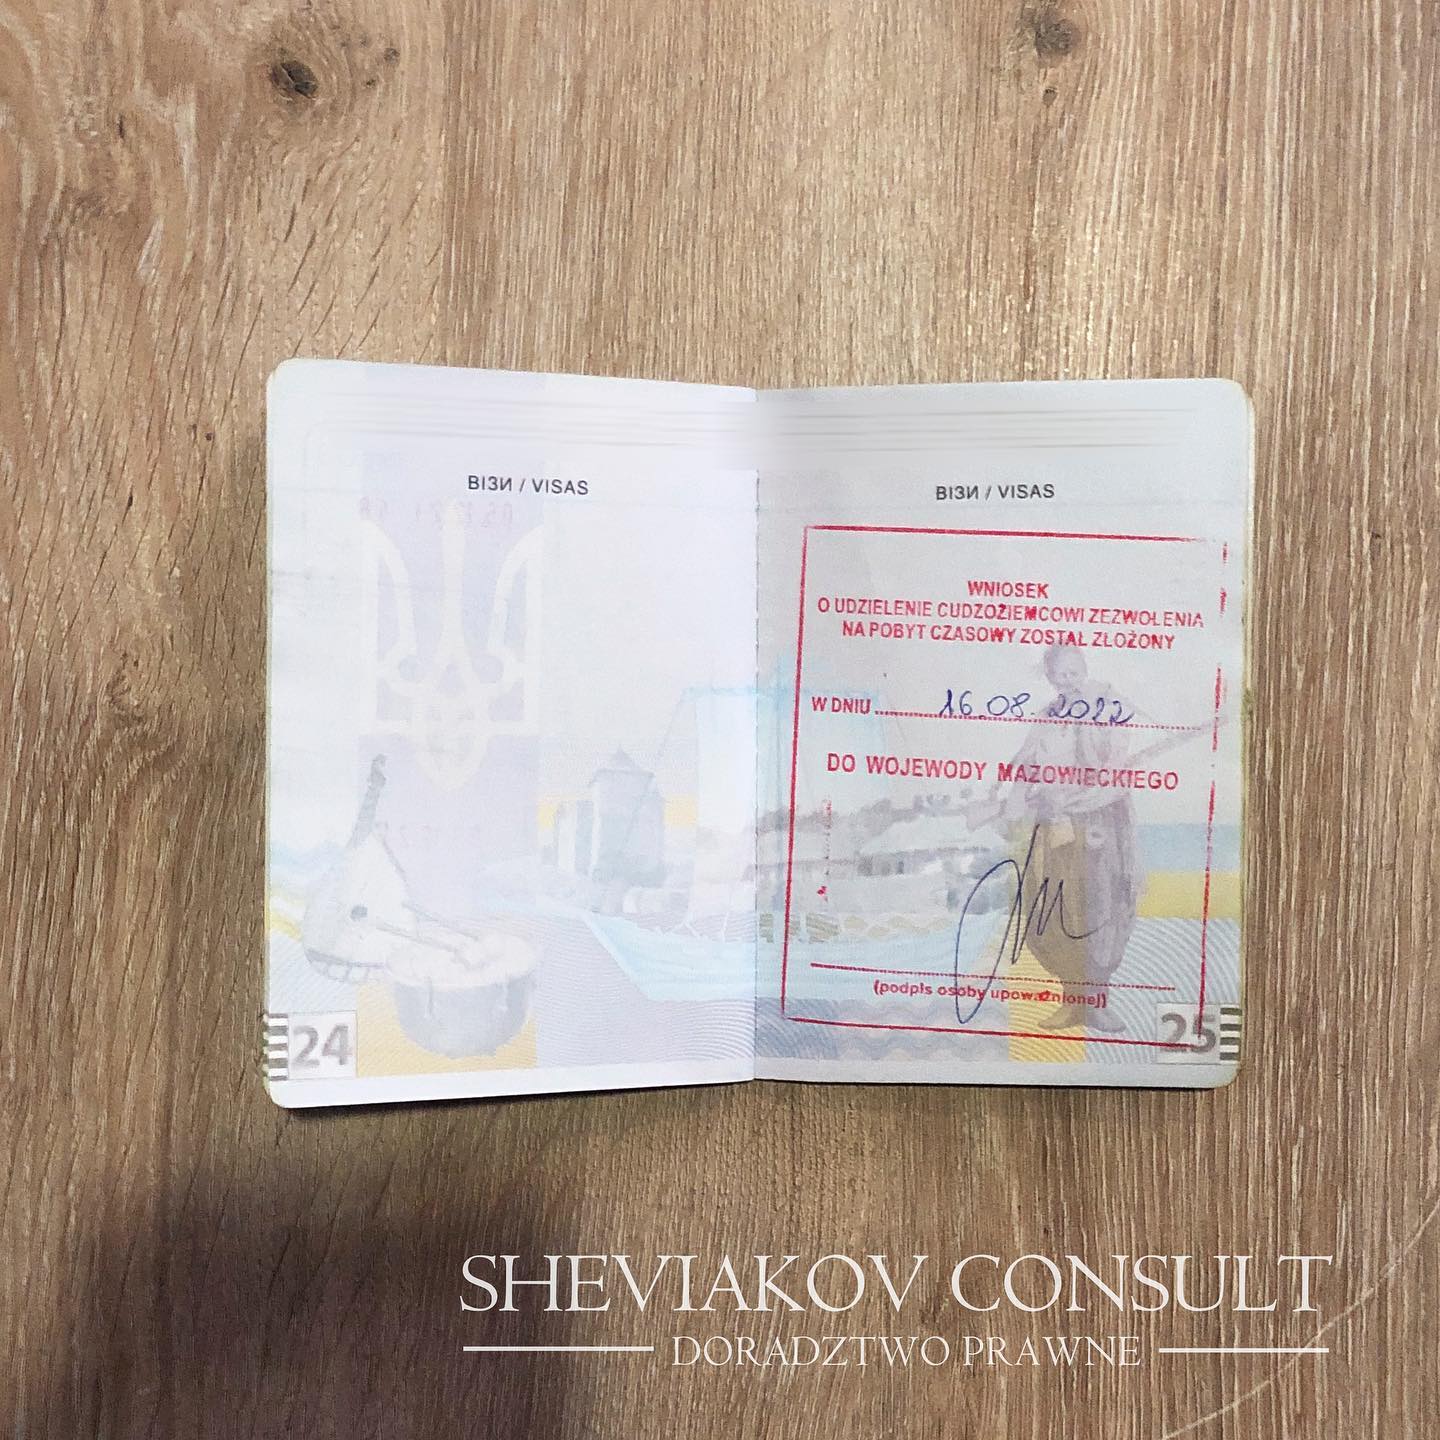 ВІЗИ / VISAS
24
ВІЗИ / VISAS
WNIOSEK
O UDZIELENIE CUDZOZIEMCOWI ZEZWOLENIA
NA POBYT CZASOWY ZOSTAŁ ZŁOŻONY
W DNIU 16.08.2022
DO WOJEWODY MAZOWIECKIEGO
(podpis osoby upoważnionej)
25
SHEVIAKOV CONSULT
DORADZTWO PRAWNE